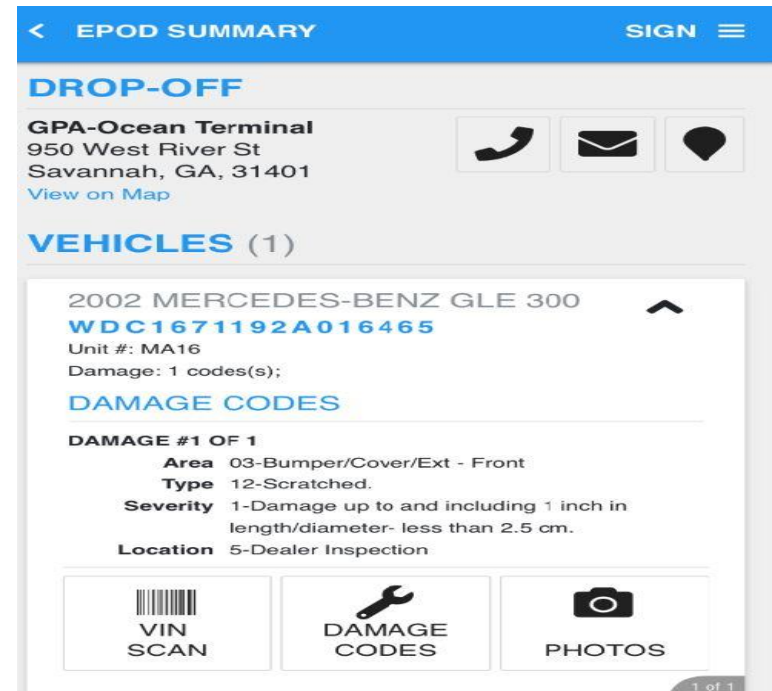 < EPOD SUMMARY SIGN
DROP-OFF
GPA-Ocean Terminal
950 West River St
Savannah, GA, 31401
View on Map
VEHICLES (1)
2002 MERCEDES-BENZ GLE 300
WDC1671192A016465
Unit #: MA16
Damage: 1 codes(s);
DAMAGE CODES
DAMAGE #1 OF 1
Area 03-Bumper/Cover/Ext - Front
Type 12-Scratched.
Severity 1-Damage up to and including 1 inch in
length/diameter- less than 2.5 cm.
Location 5-Dealer Inspection
VIN SCAN
DAMAGE CODES
PHOTOS
1 of 1